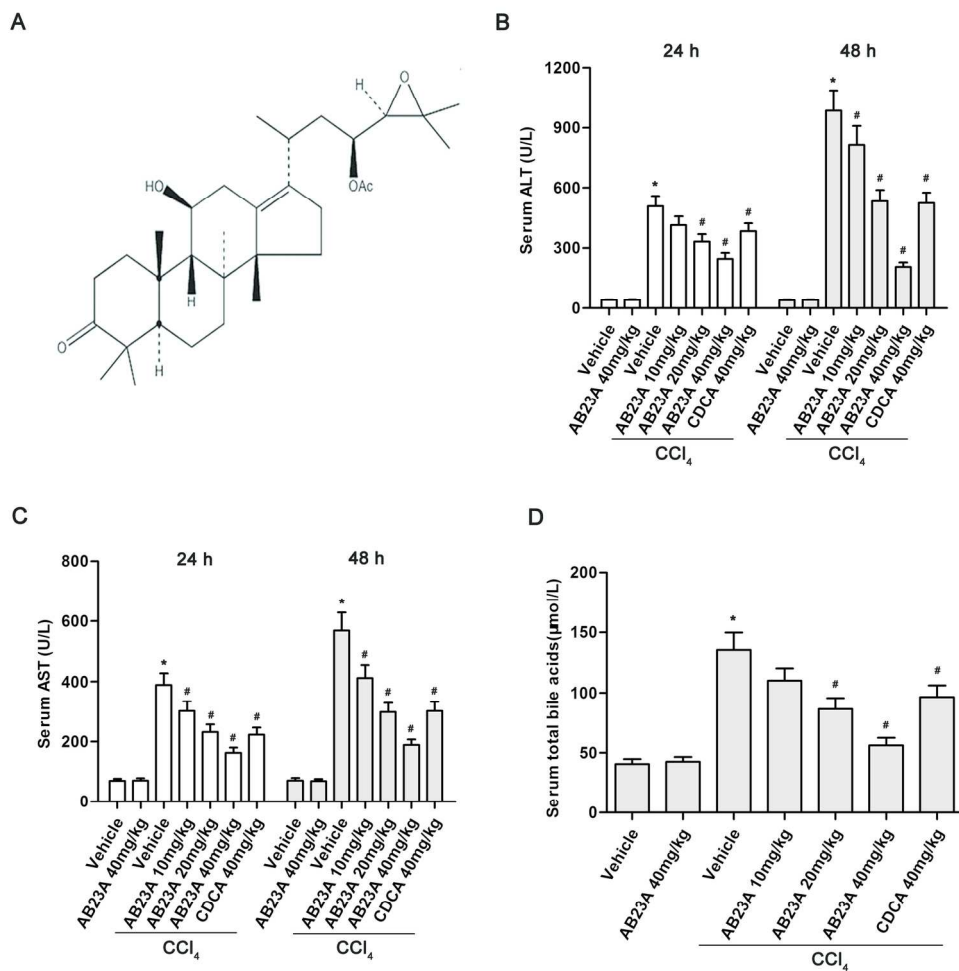 A
H
O
HO
OAc
H
O
H
B
24 h
48 h
Serum ALT (U/L)
1200
900
600
300
0
*
#
#
#
*
#
#
#
#
Vehicle
AB23A 40mg/kg
Vehicle
AB23A 10mg/kg
AB23A 20mg/kg
AB23A 40mg/kg
CDCA 40mg/kg
Vehicle
AB23A 40mg/kg
Vehicle
AB23A 10mg/kg
AB23A 20mg/kg
AB23A 40mg/kg
CDCA 40mg/kg
CCl₄
CCl₄
C
24 h
48 h
Serum AST (U/L)
800
600
400
200
0
*
#
#
#
#
*
#
#
#
#
Vehicle
AB23A 40mg/kg
Vehicle
AB23A 10mg/kg
AB23A 20mg/kg
AB23A 40mg/kg
CDCA 40mg/kg
Vehicle
AB23A 40mg/kg
Vehicle
AB23A 10mg/kg
AB23A 20mg/kg
AB23A 40mg/kg
CDCA 40mg/kg
CCl₄
CCl₄
D
Serum total bile acids(μmol/L)
200
150
100
50
0
*
#
#
#
Vehicle
AB23A 40mg/kg
Vehicle
AB23A 10mg/kg
AB23A 20mg/kg
AB23A 40mg/kg
CDCA 40mg/kg
CCl₄